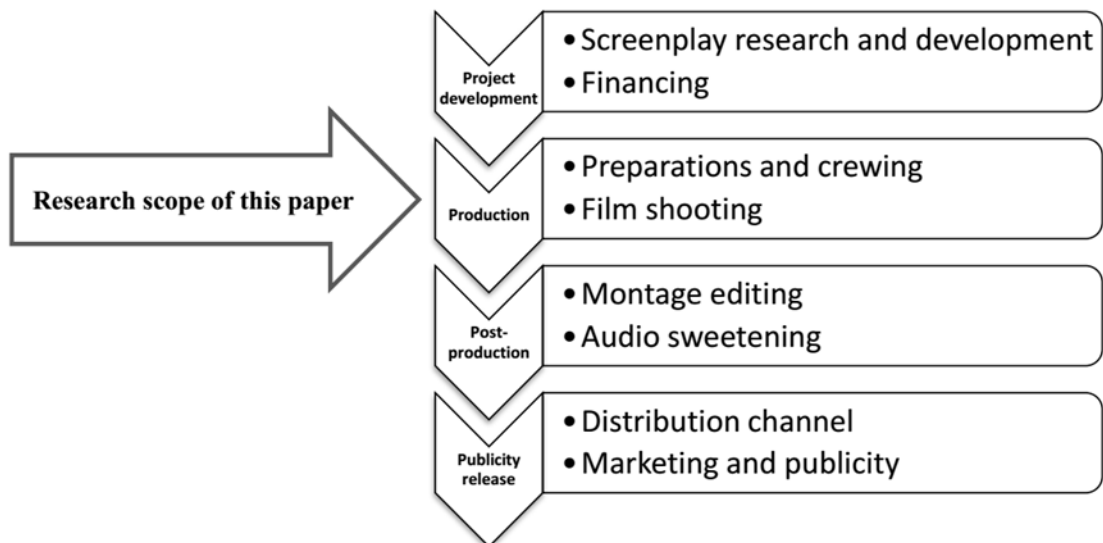 Project
development
• Screenplay research and development
• Financing
Research scope of this paper
Production
• Preparations and crewing
• Film shooting
Post-
production
• Montage editing
• Audio sweetening
Publicity
release
• Distribution channel
• Marketing and publicity